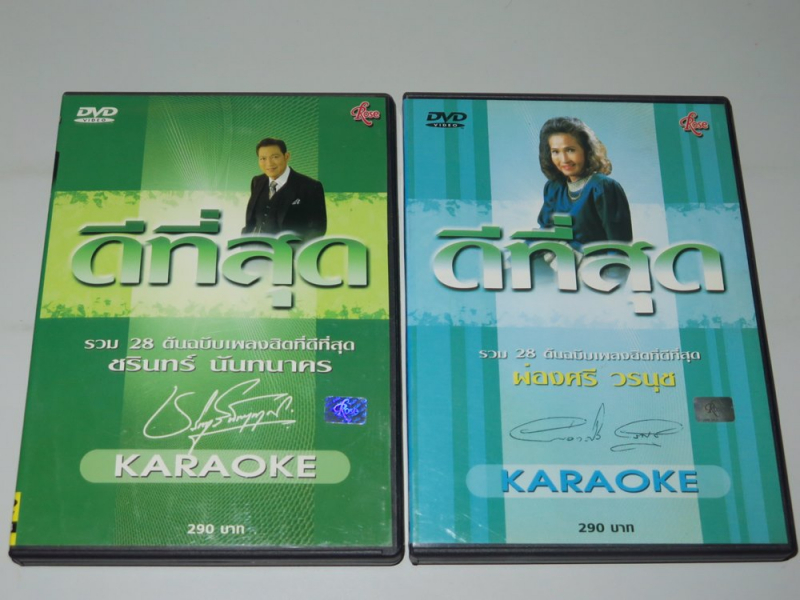 DVD
VIDEO
Rose
ดีที่สุด
รวม 28 ต้นฉบับเพลงฮิตที่ดีที่สุด
ชรินทร์ นันทนาคร
KARAOKE
290 บาท
DVD
VIDEO
Rose
ดีที่สุด
รวม 28 ต้นฉบับเพลงฮิตที่ดีที่สุด
ผ่องศรี วรนุช
KARAOKE
290 บาท